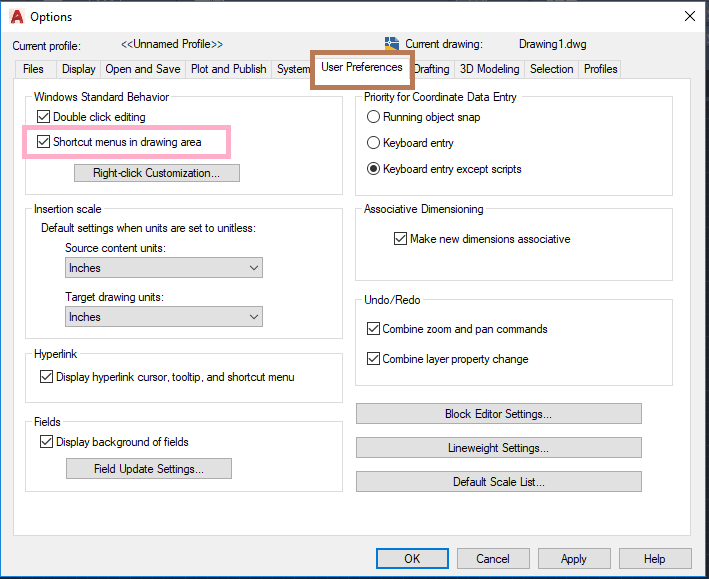 Options
Current profile: <<Unnamed Profile>> Current drawing: Drawing1.dwg
Files Display Open and Save Plot and Publish System User Preferences Drafting 3D Modeling Selection Profiles
Windows Standard Behavior
Double click editing
Shortcut menus in drawing area
Right-click Customization...
Insertion scale
Default settings when units are set to unitless:
Source content units:
Inches
Target drawing units:
Inches
Hyperlink
Display hyperlink cursor, tooltip, and shortcut menu
Fields
Display background of fields
Field Update Settings...
Priority for Coordinate Data Entry
Running object snap
Keyboard entry
Keyboard entry except scripts
Associative Dimensioning
Make new dimensions associative
Undo/Redo
Combine zoom and pan commands
Combine layer property change
Block Editor Settings...
Lineweight Settings...
Default Scale List...
OK Cancel Apply Help